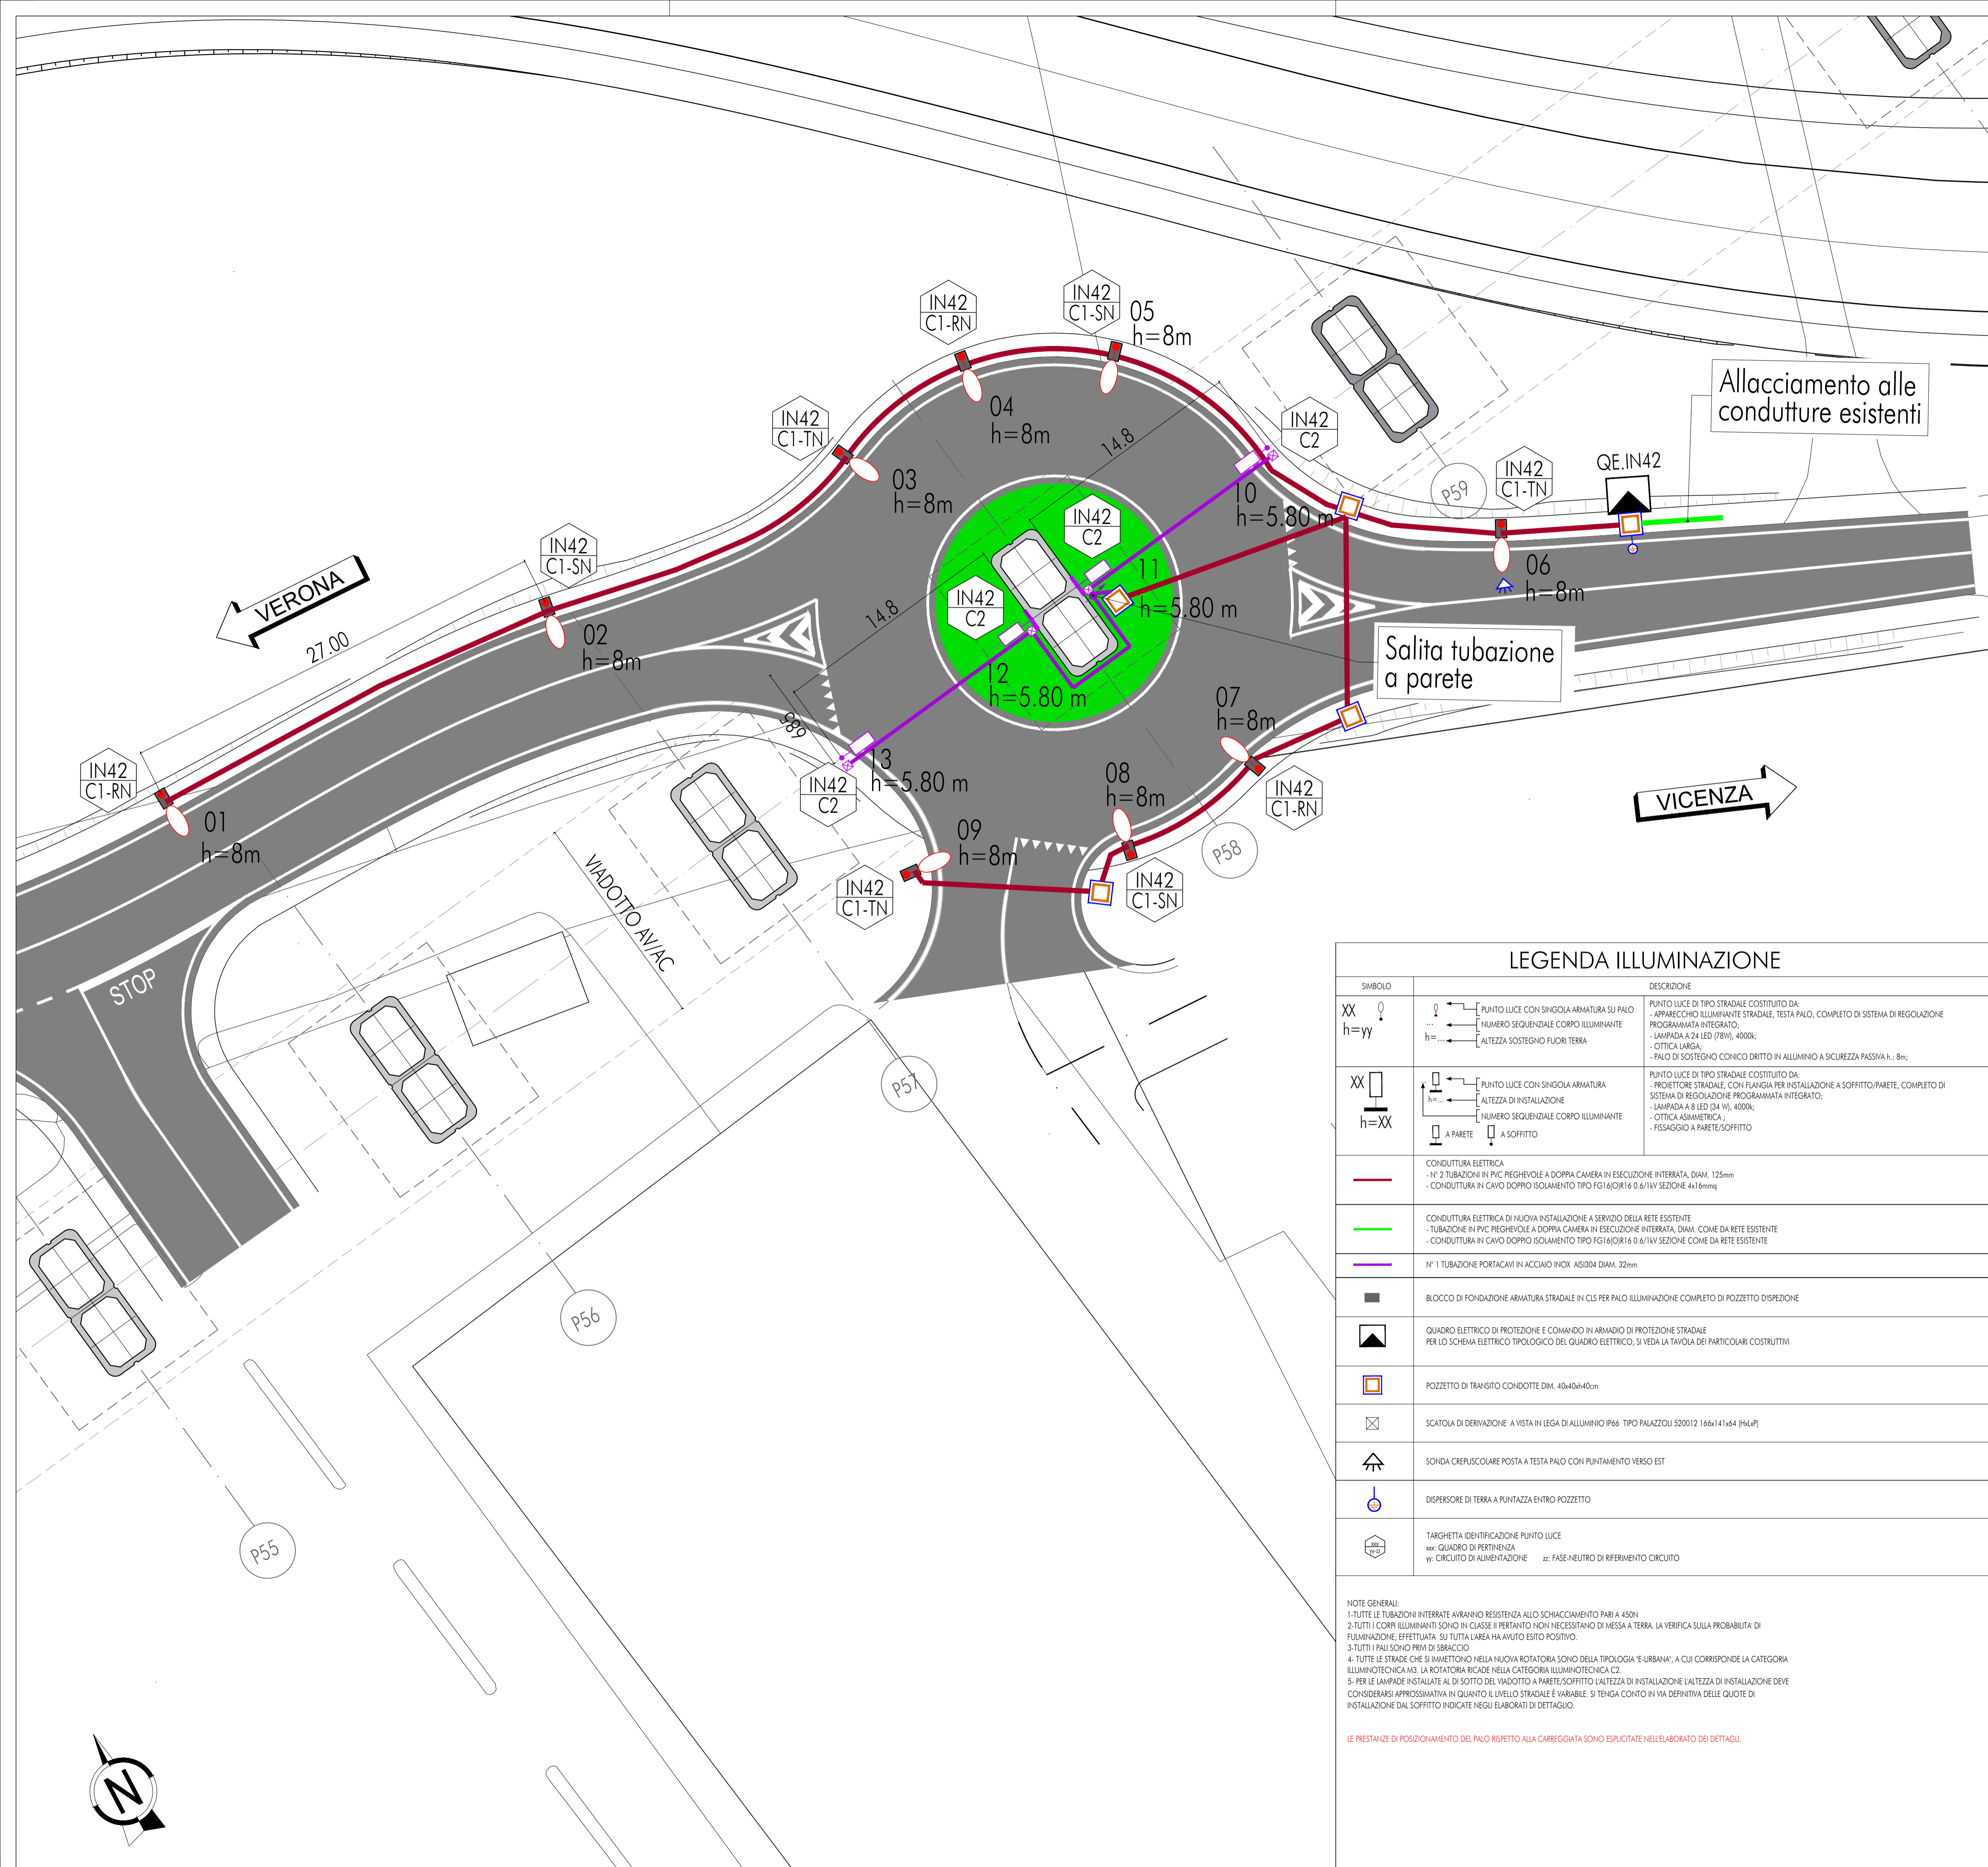 IN42
C1-RN
IN42
C1-SN
05
h=8m
04
h=8m
IN42
C1-TN
03
h=8m
14.8
IN42
C2
10
h=5.80 m
P59
IN42
C1-TN
QE.IN42
Allacciamento alle
condutture esistenti
06
h=8m
IN42
C2
11
h=5.80 m
IN42
C2
12
h=5.80 m
14.8
Salita tubazione
a parete
IN42
C1-SN
02
h=8m
VERONA
27.00
IN42
C1-RN
01
h=8m
685
13
h=5.80 m
IN42
C2
07
h=8m
08
h=8m
IN42
C1-RN
VICENZA
P58
09
h=8m
IN42
C1-TN
IN42
C1-SN
VIADOTTO AV/AC
STOP
P57
P56
P55
N
LEGENDA ILLUMINAZIONE
SIMBOLO
DESCRIZIONE
XX
h=yy
...
h=...
PUNTO LUCE CON SINGOLA ARMATURA SU PALO
NUMERO SEQUENZIALE CORPO ILLUMINANTE
ALTEZZA SOSTEGNO FUORI TERRA
PUNTO LUCE DI TIPO STRADALE COSTITUITO DA:
- APPARECCHIO ILLUMINANTE STRADALE, TESTA PALO, COMPLETO DI SISTEMA DI REGOLAZIONE
PROGRAMMATA INTEGRATO;
- LAMPADA A 24 LED (78W), 4000k;
- OTTICA LARGA;
- PALO DI SOSTEGNO CONICO DRITTO IN ALLUMINIO A SICUREZZA PASSIVA h.: 8m;
XX
h=XX
h=...
PUNTO LUCE CON SINGOLA ARMATURA
ALTEZZA DI INSTALLAZIONE
NUMERO SEQUENZIALE CORPO ILLUMINANTE
A PARETE
A SOFFITTO
PUNTO LUCE DI TIPO STRADALE COSTITUITO DA:
- PROIETTORE STRADALE, CON FLANGIA PER INSTALLAZIONE A SOFFITTO/PARETE, COMPLETO DI
SISTEMA DI REGOLAZIONE PROGRAMMATA INTEGRATO;
- LAMPADA A 8 LED (34 W), 4000k;
- OTTICA ASIMMETRICA ;
- FISSAGGIO A PARETE/SOFFITTO
CONDUTTURA ELETTRICA
- N° 2 TUBAZIONI IN PVC PIEGHEVOLE A DOPPIA CAMERA IN ESECUZIONE INTERRATA, DIAM. 125mm
- CONDUTTURA IN CAVO DOPPIO ISOLAMENTO TIPO FG16(O)R16 0.6/1kV SEZIONE 4x16mmq
CONDUTTURA ELETTRICA DI NUOVA INSTALLAZIONE A SERVIZIO DELLA RETE ESISTENTE
- TUBAZIONE IN PVC PIEGHEVOLE A DOPPIA CAMERA IN ESECUZIONE INTERRATA, DIAM. COME DA RETE ESISTENTE
- CONDUTTURA IN CAVO DOPPIO ISOLAMENTO TIPO FG16(O)R16 0.6/1kV SEZIONE COME DA RETE ESISTENTE
N° 1 TUBAZIONE PORTACAVI IN ACCIAIO INOX AISI304 DIAM. 32mm
BLOCCO DI FONDAZIONE ARMATURA STRADALE IN CLS PER PALO ILLUMINAZIONE COMPLETO DI POZZETTO D'ISPEZIONE
QUADRO ELETTRICO DI PROTEZIONE E COMANDO IN ARMADIO DI PROTEZIONE STRADALE
PER LO SCHEMA ELETTRICO TIPOLOGICO DEL QUADRO ELETTRICO, SI VEDA LA TAVOLA DEI PARTICOLARI COSTRUTTIVI
POZZETTO DI TRANSITO CONDOTTE DIM. 40x40xh40cm
SCATOLA DI DERIVAZIONE A VISTA IN LEGA DI ALLUMINIO IP66 TIPO PALAZZOLI 520012 166x141x64 (HxLxP)
SONDA CREPUSCOLARE POSTA A TESTA PALO CON PUNTAMENTO VERSO EST
DISPERSORE DI TERRA A PUNTAZZA ENTRO POZZETTO
xxx
yy-zz
TARGHETTA IDENTIFICAZIONE PUNTO LUCE
xxx: QUADRO DI PERTINENZA
yy: CIRCUITO DI ALIMENTAZIONE zz: FASE-NEUTRO DI RIFERIMENTO CIRCUITO
NOTE GENERALI:
1-TUTTE LE TUBAZIONI INTERRATE AVRANNO RESISTENZA ALLO SCHIACCIAMENTO PARI A 450N
2-TUTTI I CORPI ILLUMINANTI SONO IN CLASSE II PERTANTO NON NECESSITANO DI MESSA A TERRA. LA VERIFICA SULLA PROBABILITA' DI
FULMINAZIONE, EFFETTUATA SU TUTTA L'AREA HA AVUTO ESITO POSITIVO.
3-TUTTI I PALI SONO PRIVI DI SBRACCIO
4- TUTTE LE STRADE CHE SI IMMETTONO NELLA NUOVA ROTATORIA SONO DELLA TIPOLOGIA "E-URBANA", A CUI CORRISPONDE LA CATEGORIA
ILLUMINOTECNICA M3. LA ROTATORIA RICADE NELLA CATEGORIA ILLUMINOTECNICA C2.
5- PER LE LAMPADE INSTALLATE AL DI SOTTO DEL VIADOTTO A PARETE/SOFFITTO L'ALTEZZA DI INSTALLAZIONE L'ALTEZZA DI INSTALLAZIONE DEVE
CONSIDERARSI APPROSSIMATIVA IN QUANTO IL LIVELLO STRADALE È VARIABILE. SI TENGA CONTO IN VIA DEFINITIVA DELLE QUOTE DI
INSTALLAZIONE DAL SOFFITTO INDICATE NEGLI ELABORATI DI DETTAGLIO.
LE PRESTANZE DI POSIZIONAMENTO DEL PALO RISPETTO ALLA CARREGGIATA SONO ESPLICITATE NELL'ELABORATO DEI DETTAGLI.